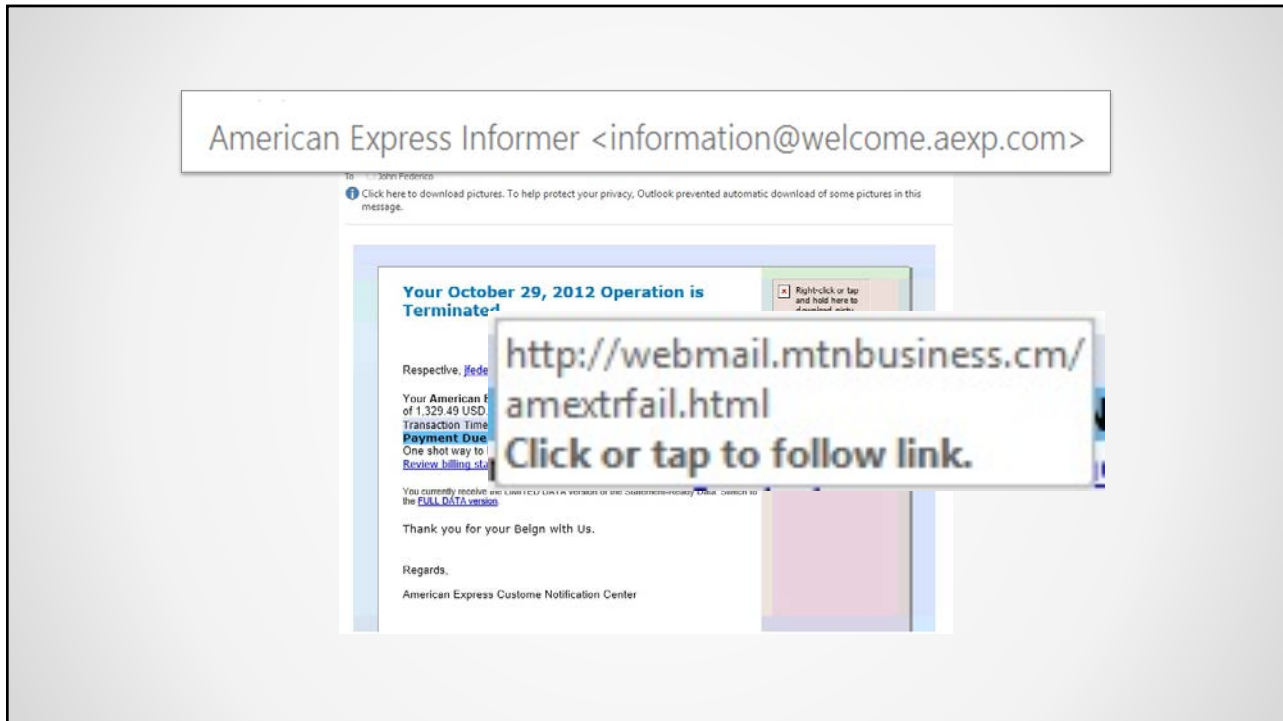 American Express Informer <information@welcome.aexp.com>
To John Federico
Click here to download pictures. To help protect your privacy, Outlook prevented automatic download of some pictures in this
message.
Your October 29, 2012 Operation is
Terminated
Right-click or tap
and hold here to
http://webmail.mtnbusiness.cm/
amextrfail.html
Click or tap to follow link.
Respective,
Your American
of 1,329.49 USD.
Transaction Time
Payment Due
One shot way to
Review billing
You currently receive the LIMITED DATA version of the Statement-Ready Data. Switch to
the FULL DATA version.
Thank you for your Beign with Us.
Regards,
American Express Custome Notification Center